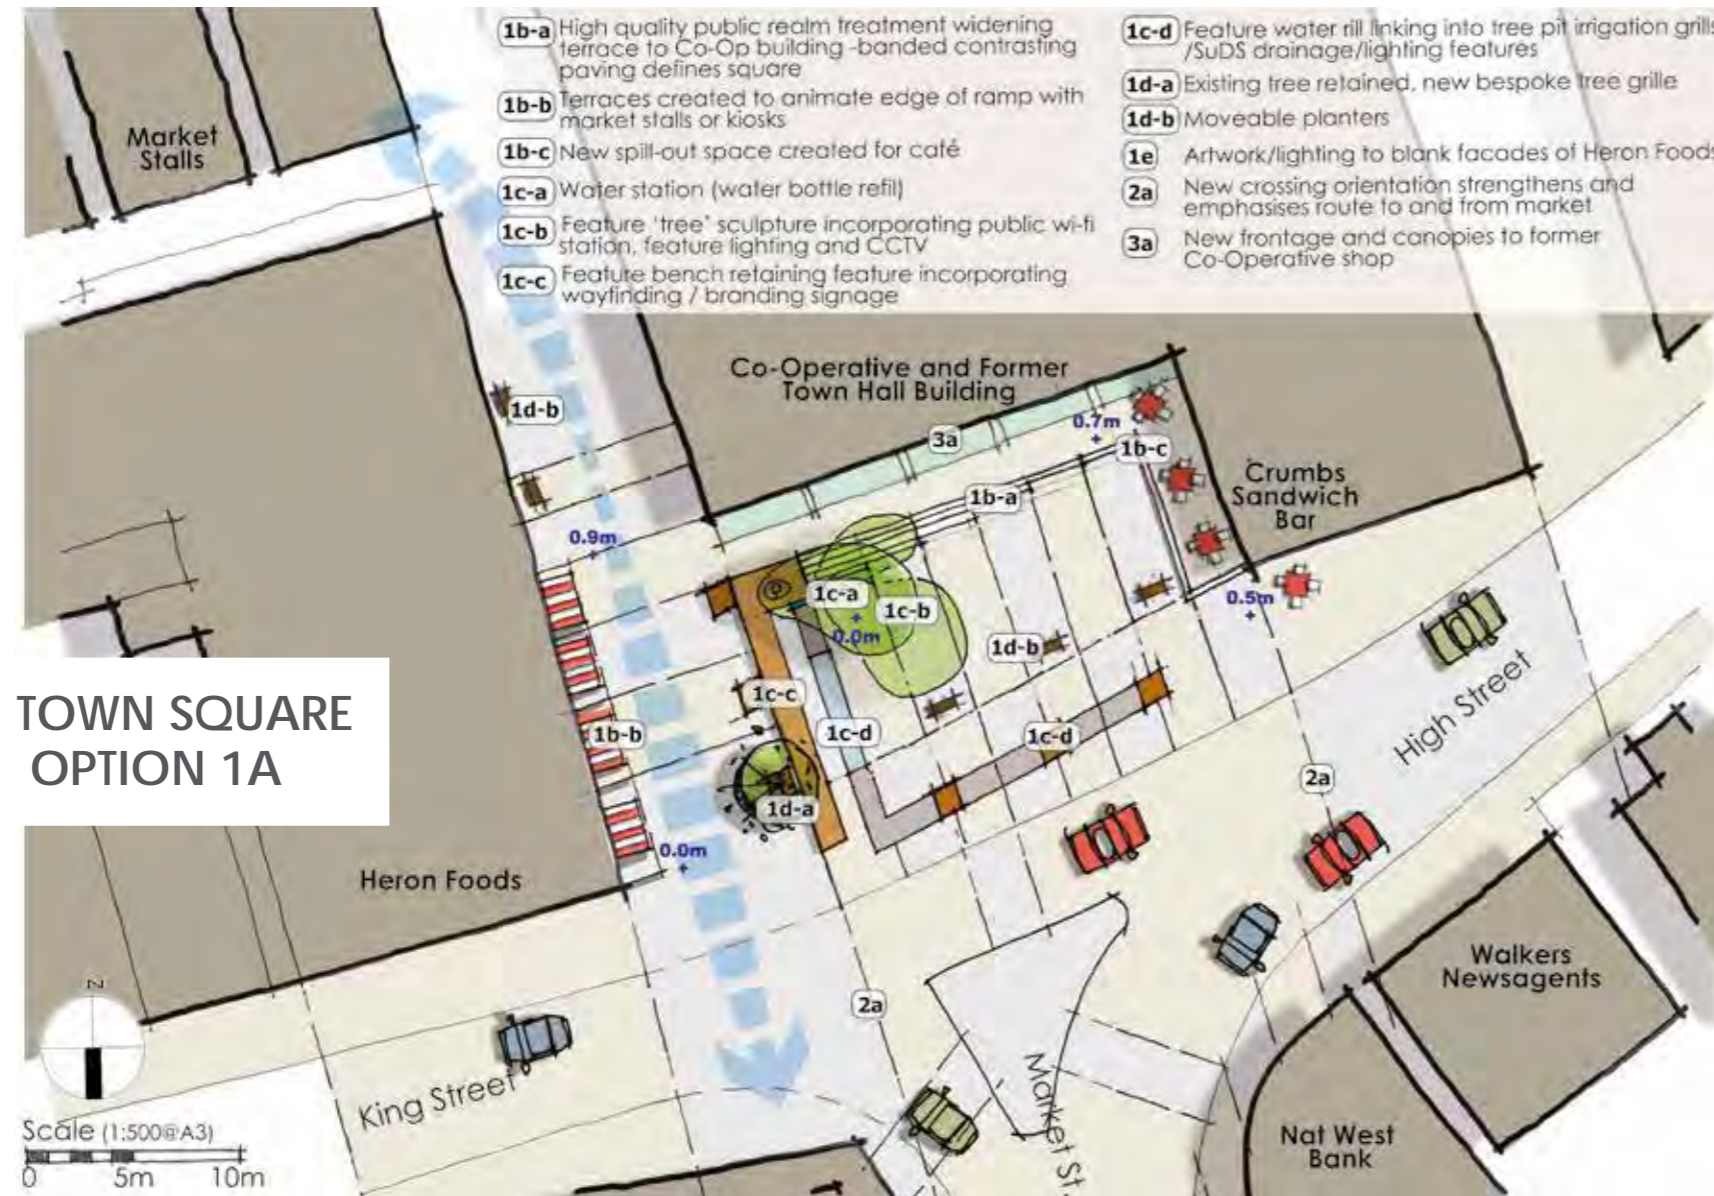 1b-a High quality public realm treatment widening
terrace to Co-Op building -banded contrasting
paving defines square
1b-b Terraces created to animate edge of ramp with
market stalls or kiosks
1b-c New spill-out space created for café
1c-a Water station (water bottle refil)
1c-b Feature 'tree' sculpture incorporating public wi-fi
station, feature lighting and CCTV
1c-c Feature bench retaining feature incorporating
wayfinding / branding signage
1c-d Feature water rill linking into tree pit irrigation grills
/SuDS drainage/lighting features
1d-a Existing tree retained, new bespoke tree grille
1d-b Moveable planters
1e Artwork/lighting to blank facades of Heron Foods
2a New crossing orientation strengthens and
emphasises route to and from market
3a New frontage and canopies to former
Co-Operative shop
Market
Stalls
Co-Operative and Former
Town Hall Building
1d-b
3a
0.7m
1b-c
Crumbs
Sandwich
Bar
1b-a
0.9m
1c-a
1c-b
0.0m
0.5m
1d-b
1c-c
1b-b
1c-d
1c-d
High Street
2a
TOWN SQUARE
OPTION 1A
1d-a
0.0m
Heron Foods
Walkers
Newsagents
2a
N
King Street
Market St.
Nat West
Bank
Scale (1:500@A3)
0 5m 10m